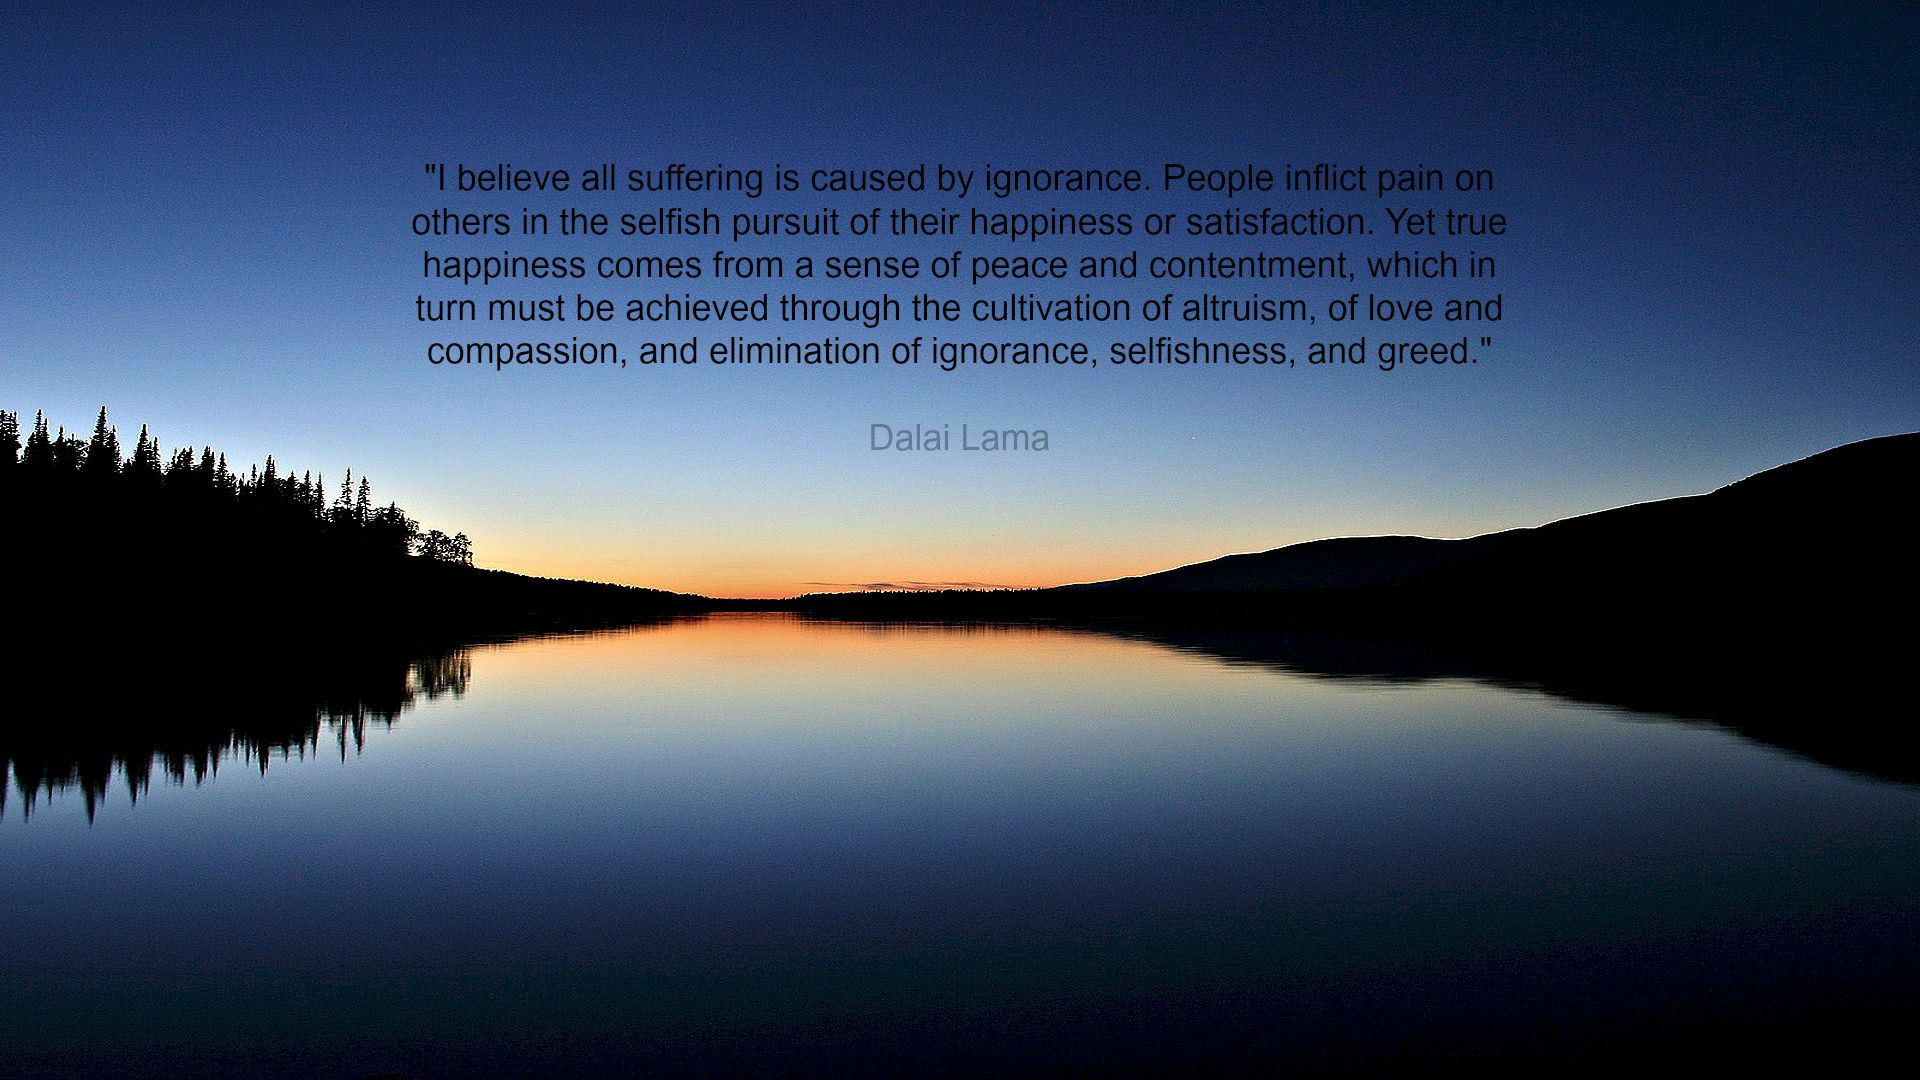 "I believe all suffering is caused by ignorance. People inflict pain on
others in the selfish pursuit of their happiness or satisfaction. Yet true
happiness comes from a sense of peace and contentment, which in
turn must be achieved through the cultivation of altruism, of love and
compassion, and elimination of ignorance, selfishness, and greed."
Dalai Lama